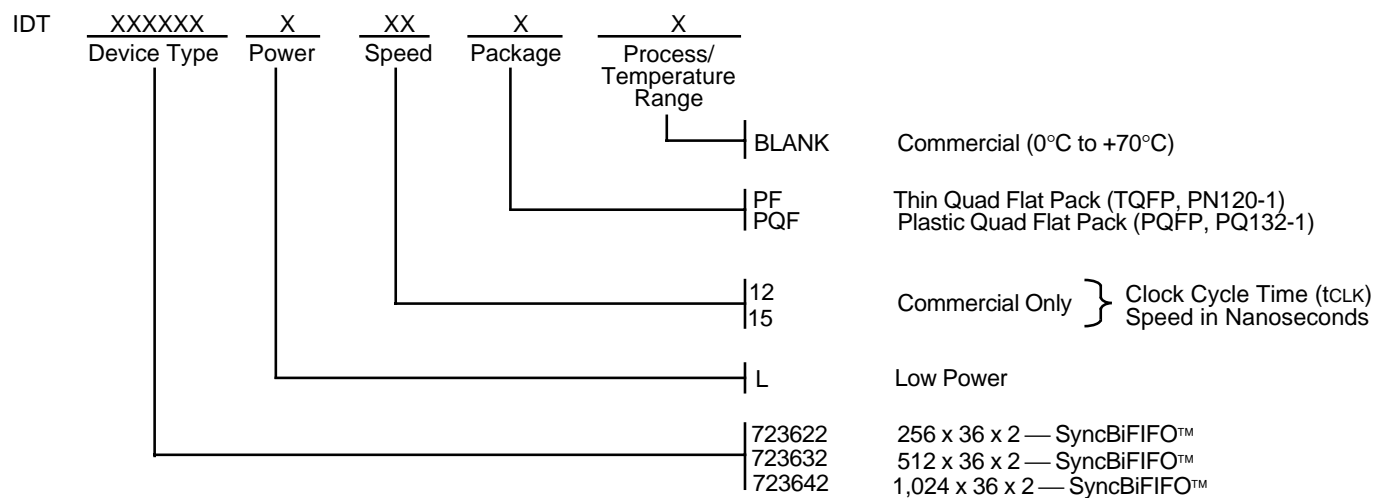 IDT XXXXXX X XX X X
Device Type Power Speed Package Process/
Temperature
Range
BLANK Commercial (0°C to +70°C)
PF Thin Quad Flat Pack (TQFP, PN120-1)
PQF Plastic Quad Flat Pack (PQFP, PQ132-1)
12
15
Commercial Only
Clock Cycle Time (tCLK)
Speed in Nanoseconds
L Low Power
723622 256 x 36 x 2 — SyncBiFIFO™
723632 512 x 36 x 2 — SyncBiFIFO™
723642 1,024 x 36 x 2 — SyncBiFIFO™